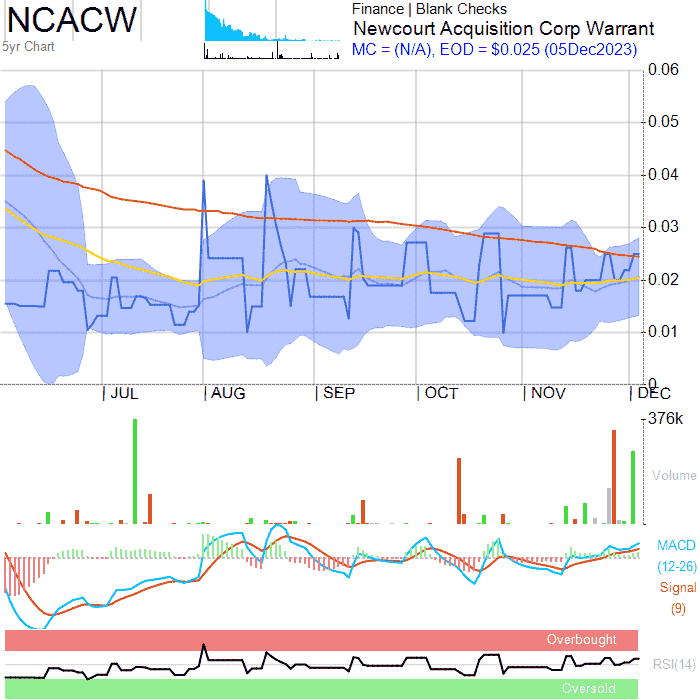 NCACW
5yr Chart
Finance | Blank Checks
Newcourt Acquisition Corp Warrant
MC = (N/A), EOD = $0.025 (05Dec2023)
0.06
0.05
0.04
0.03
0.02
0.01
0
JUL AUG SEP OCT NOV DEC
376k
Volume
MACD
(12-26)
Signal
(9)
Overbought
RSI(14)
Oversold